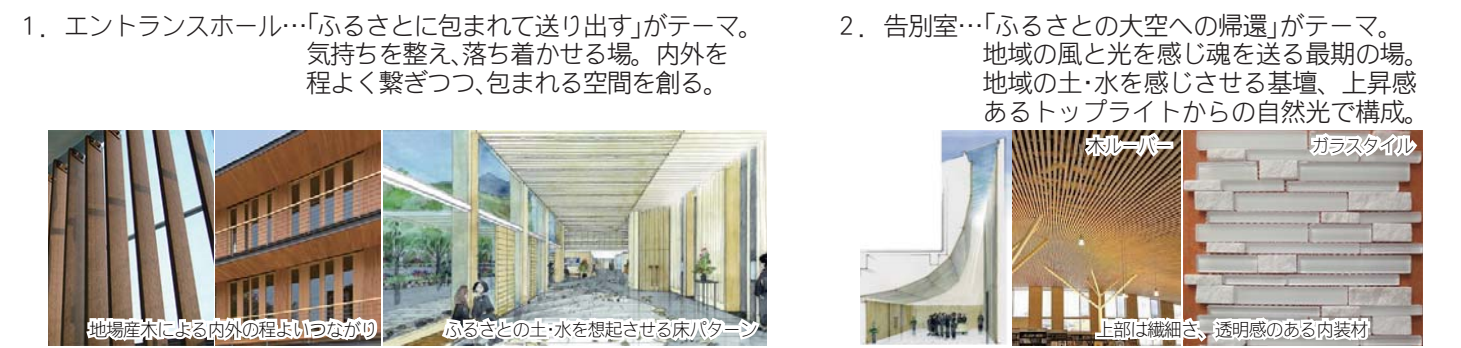 1．エントランスホール…「ふるさとに包まれて送り出す」がテーマ。
気持ちを整え、落ち着かせる場。内外を
程よく繋ぎつつ、包まれる空間を創る。
地場産木による内外の程よいつながり
ふるさとの土・水を想起させる床パターン
2．告別室…「ふるさとの大空への帰還」がテーマ。
地域の風と光を感じ魂を送る最期の場。
地域の土・水を感じさせる基壇、上昇感
あるトップライトからの自然光で構成。
木ルーバー
ガラスタイル
上部は繊細さ、透明感のある内装材